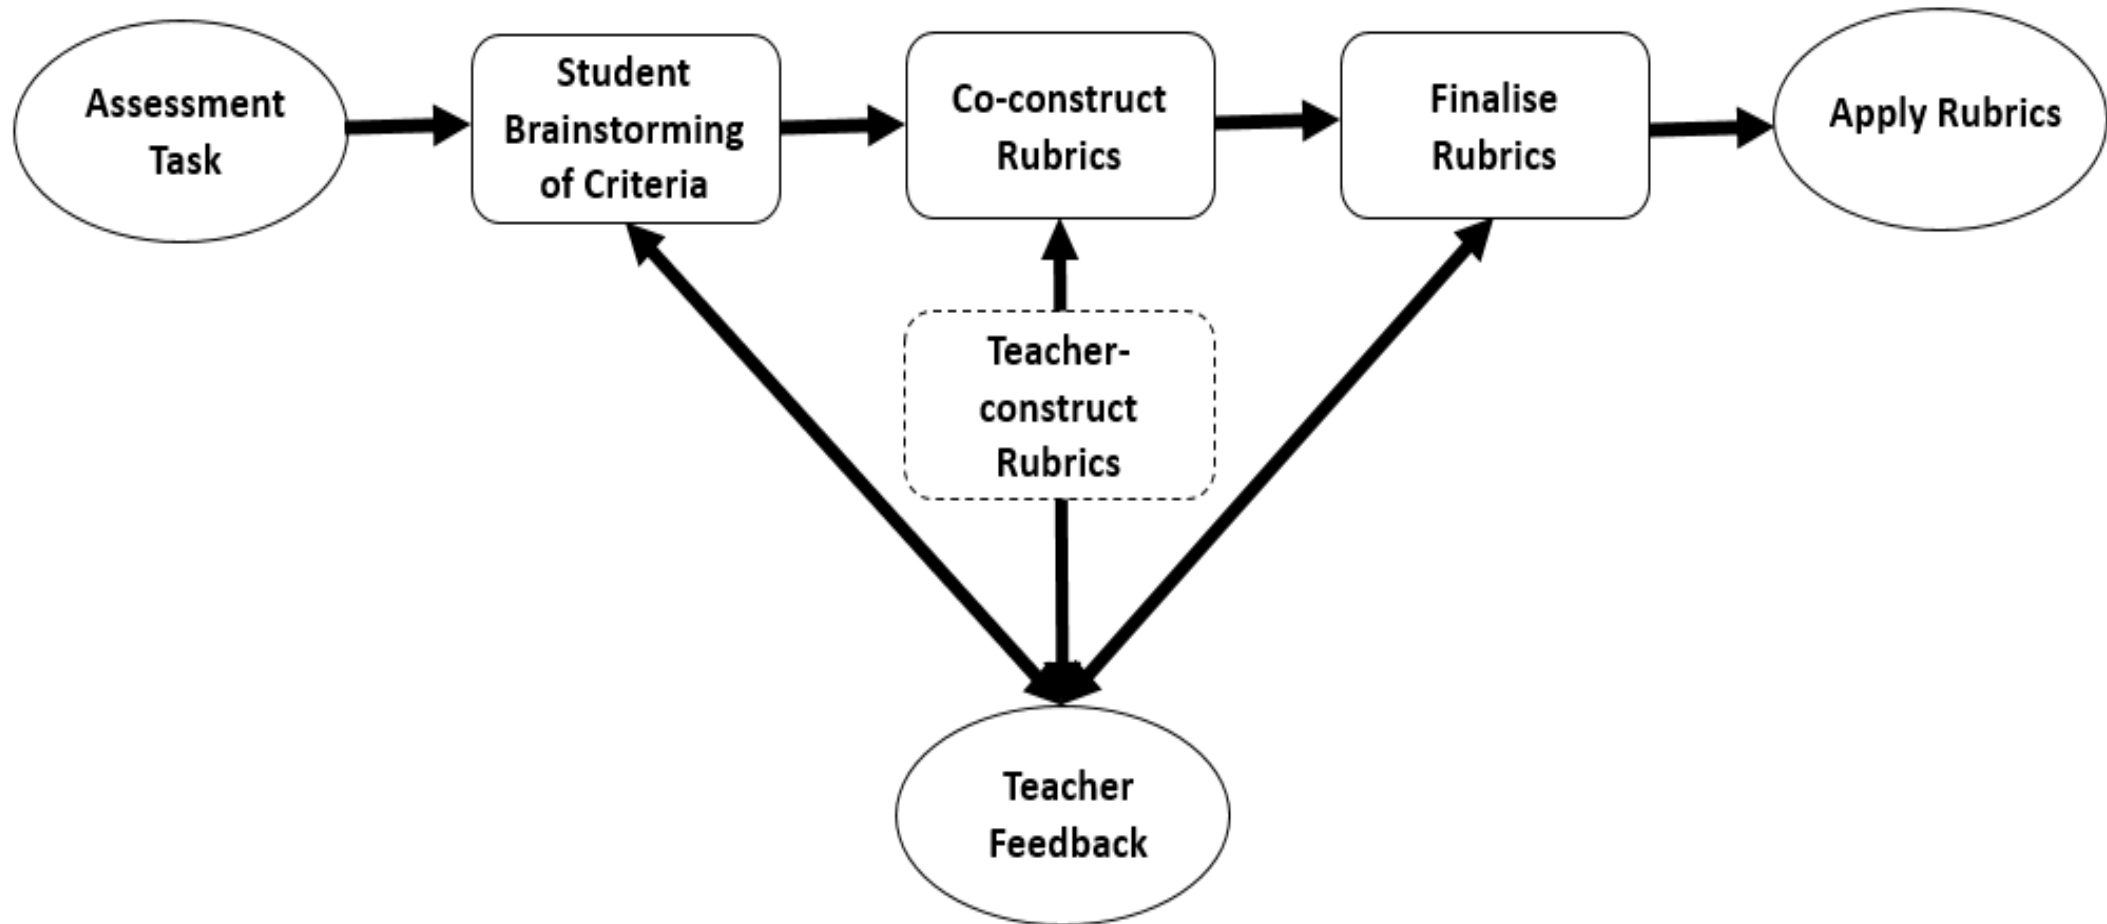 Assessment
Task
Student
Brainstorming
of Criteria
Co-construct
Rubrics
Finalise
Rubrics
Apply Rubrics
Teacher-
construct
Rubrics
Teacher
Feedback